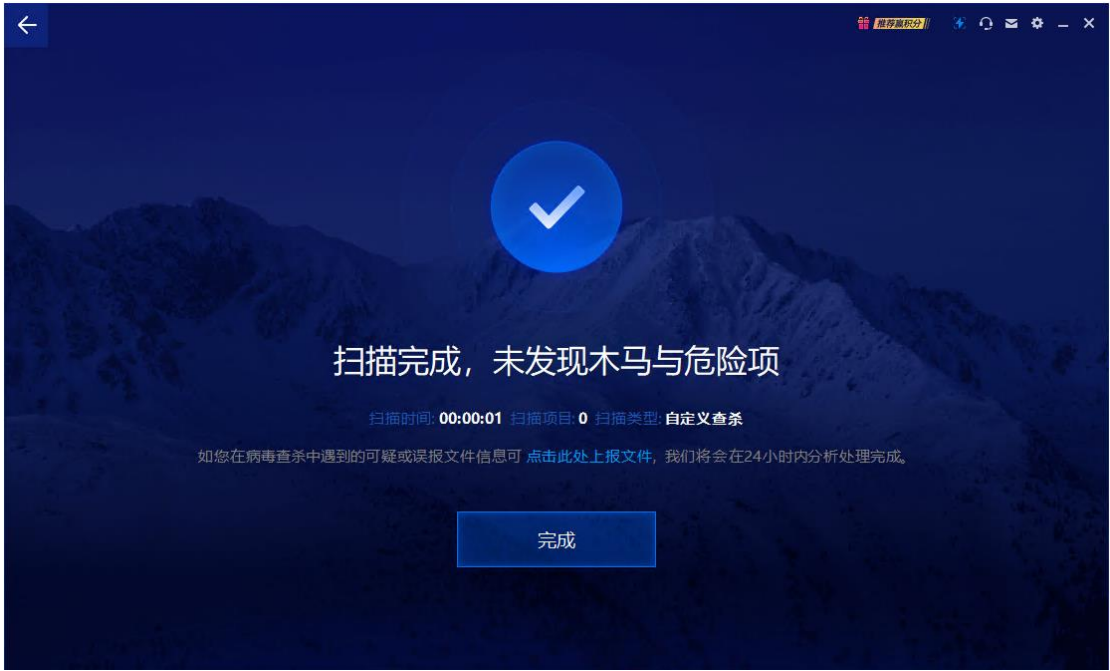 推荐赢积分
扫描完成，未发现木马与危险项
扫描时间: 00:00:01 扫描项目: 0 扫描类型: 自定义查杀
如您在病毒查杀中遇到的可疑或误报文件信息可 点击此处上报文件，我们将会在24小时内分析处理完成。
完成